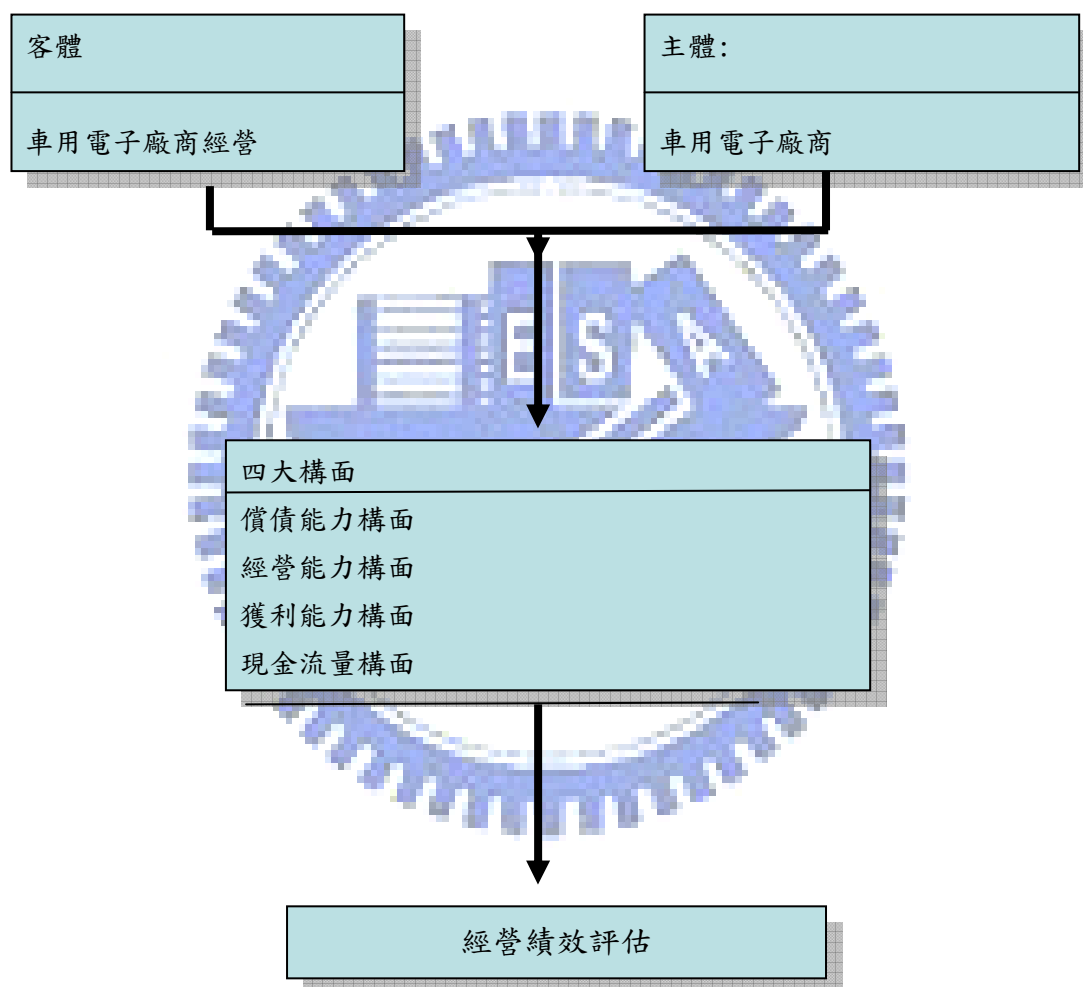 客體
車用電子廠商經營
主體:
車用電子廠商
E S A
四大構面
償債能力構面
經營能力構面
獲利能力構面
現金流量構面
經營績效評估